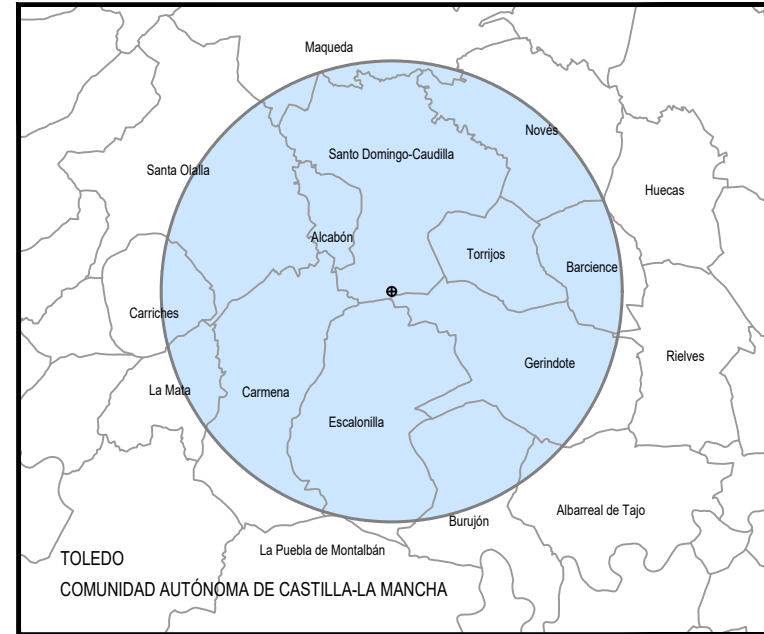 Maqueda
Novés
Santo Domingo-Caudilla
Santa Olalla
Huecas
Alcabón
Torrijos
Barcience
Carriches
Rielves
Gerindote
La Mata
Carmena
Escalonilla
Albarreal de Tajo
Burujón
La Puebla de Montalbán
TOLEDO
COMUNIDAD AUTÓNOMA DE CASTILLA-LA MANCHA